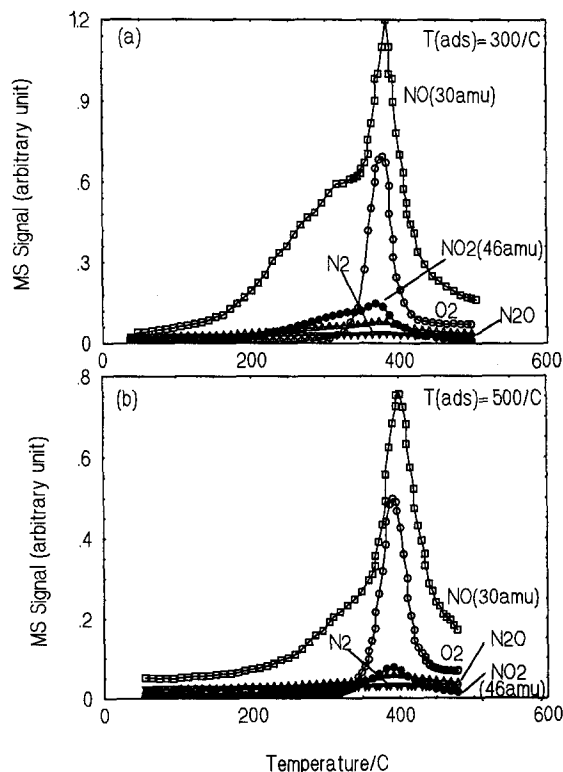 (a)
T(ads)=300/C
1.2
.9
.6
.3
0
MS Signal (arbitrary unit)
NO(30amu)
NO2(46amu)
N2
O2
N2O
0
200
400
600
(b)
T(ads)=500/C
.8
.6
.4
.2
0
MS Signal (arbitrary unit)
NO(30amu)
N2
O2
N2O
NO2
(46amu)
0
200
400
600
Temperature/C